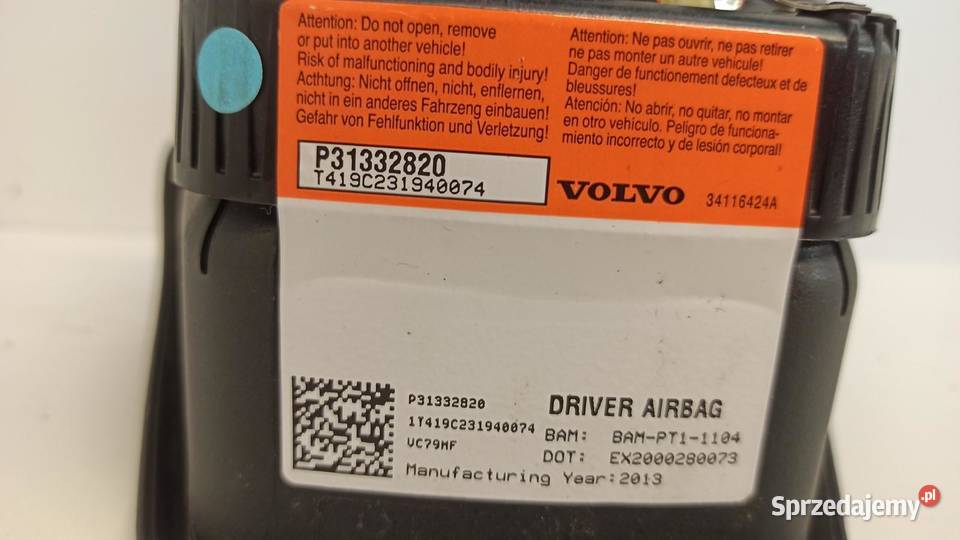 Attention: Do not open, remove
or put into another vehicle!
Risk of malfunctioning and bodily injury!
Acthtung: Nicht offnen, nicht, enflernen,
nicht in ein anderes Fahrzeng einbauen!
Gefahr von Fehlfunktion und Verletzung!
Attention: Ne pas ouvrir, ne pas retirer
ne pas monter un autre vehicule!
Danger de functionement defecteux et de
bleussures!
Atención: No abrir, no quitar, no montar
en otro vehículo. Peligro de funciona-
miento incorrecto y de lesión corporal!
P31332820
T419C231940074
VOLVO
34116424A
P31332820
1T419C231940074
VC79MF
DRIVER AIRBAG
BAM: BAM-PT1-1104
DOT: EX2000280073
Manufacturing Year:2013
Sprzedajemy.pl